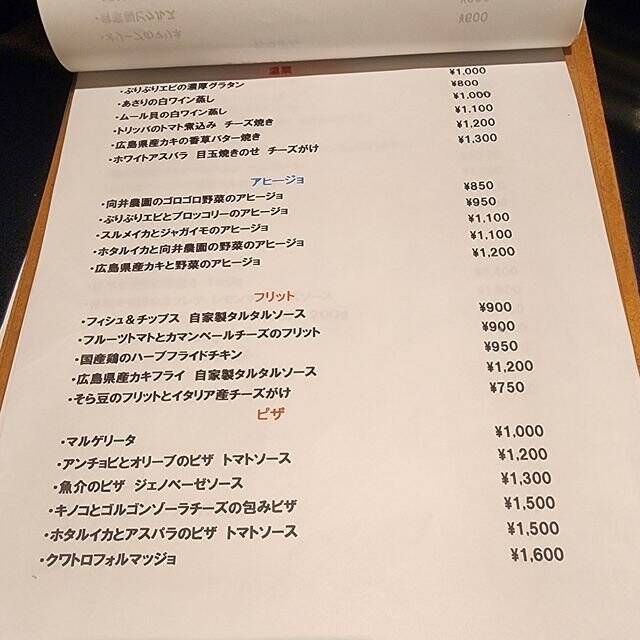 ¥600
温菜
・ぷりぷりエビの濃厚グラタン ¥1,000
・あさりの白ワイン蒸し ¥800
・ムール貝の白ワイン蒸し ¥1,000
・トリッパのトマト煮込み チーズ焼き ¥1,100
・広島県産カキの香草バター焼き ¥1,200
・ホワイトアスパラ 目玉焼きのせ チーズがけ ¥1,300
アヒージョ
・向井農園のゴロゴロ野菜のアヒージョ ¥850
・ぷりぷりエビとブロッコリーのアヒージョ ¥950
・スルメイカとジャガイモのアヒージョ ¥1,100
・ホタルイカと向井農園の野菜のアヒージョ ¥1,100
・広島県産カキと野菜のアヒージョ ¥1,200
フリット
・フィシュ&チップス 自家製タルタルソース ¥900
・フルーツトマトとカマンベールチーズのフリット ¥900
・国産鶏のハーブフライドチキン ¥950
・広島県産カキフライ 自家製タルタルソース ¥1,200
・そら豆のフリットとイタリア産チーズがけ ¥750
ピザ
・マルゲリータ ¥1,000
・アンチョビとオリーブのピザ トマトソース ¥1,200
・魚介のピザ ジェノベーゼソース ¥1,300
・キノコとゴルゴンゾーラチーズの包みピザ ¥1,500
・ホタルイカとアスパラのピザ トマトソース ¥1,500
・クワトロフォルマッジョ ¥1,600